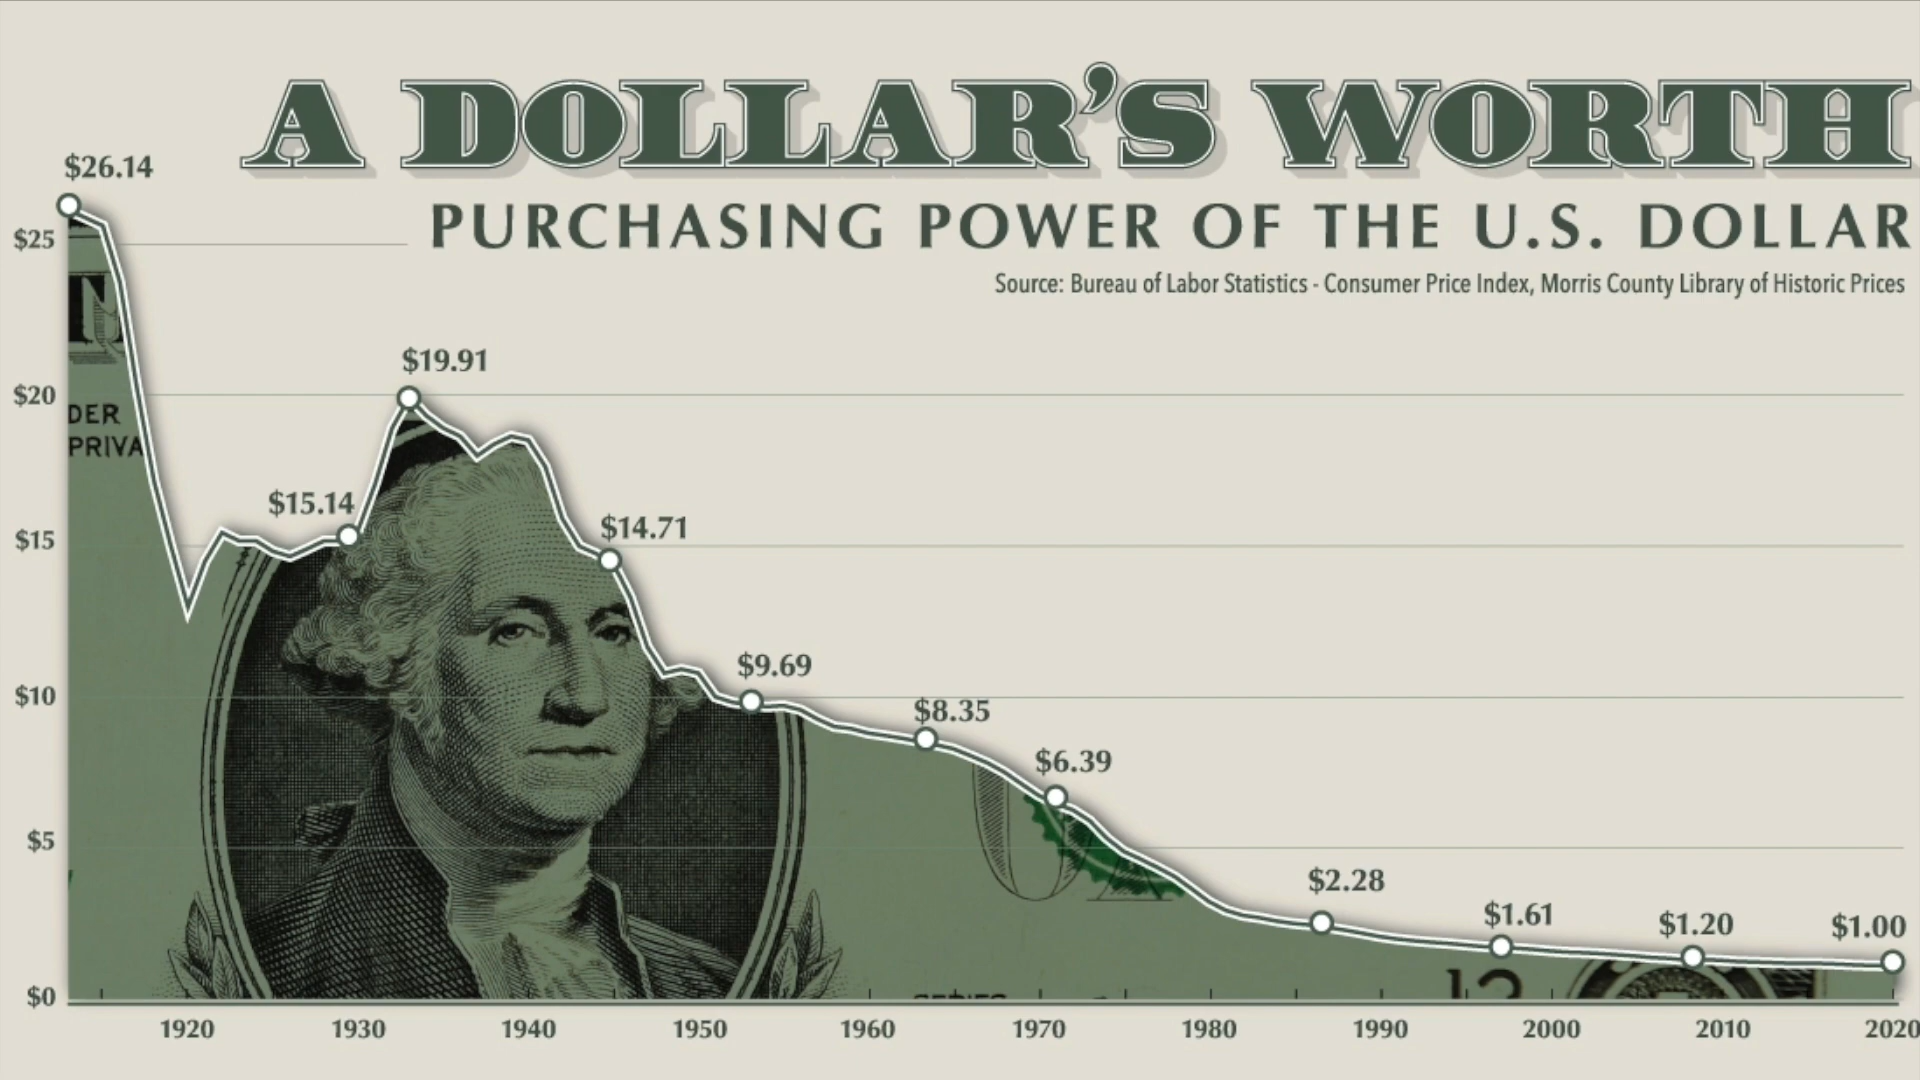 A DOLLAR'S WORTH
PURCHASING POWER OF THE U.S. DOLLAR
Source: Bureau of Labor Statistics - Consumer Price Index, Morris County Library of Historic Prices
$26.14
$25
$19.91
$20
DER
PRIVA
$15.14
$14.71
$15
$9.69
$10
$8.35
$6.39
$5
$2.28
$1.61
$1.20
$1.00
$0
1920 1930 1940 1950 1960 1970 1980 1990 2000 2010 2020